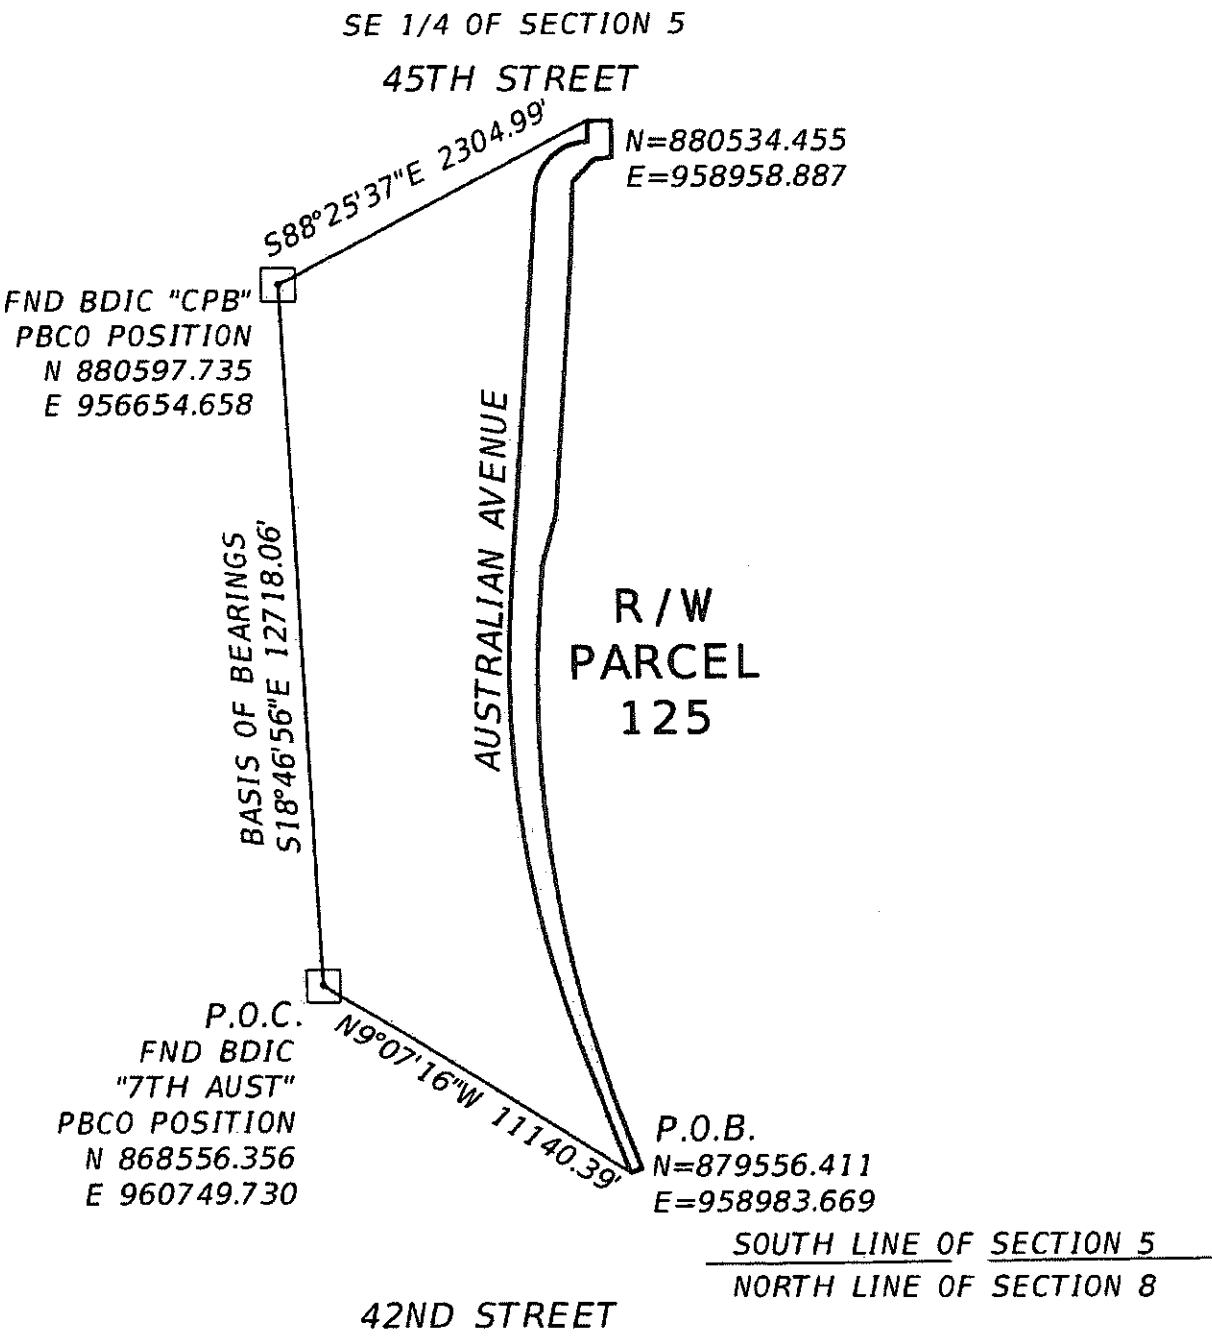 SE 1/4 OF SECTION 5
45TH STREET
S88°25'37"E 2304.99'
N=880534.455
E=958958.887
FND BDIC "CPB"
PBCO POSITION
N 880597.735
E 956654.658
BASIS OF BEARINGS
S18°46'56"E 12718.06'
AUSTRALIAN AVENUE
R/W
PARCEL
125
P.O.C.
FND BDIC
"7TH AUST"
PBCO POSITION
N 868556.356
E 960749.730
N9°07'16"W 11140.39'
P.O.B.
N=879556.411
E=958983.669
SOUTH LINE OF SECTION 5
NORTH LINE OF SECTION 8
42ND STREET